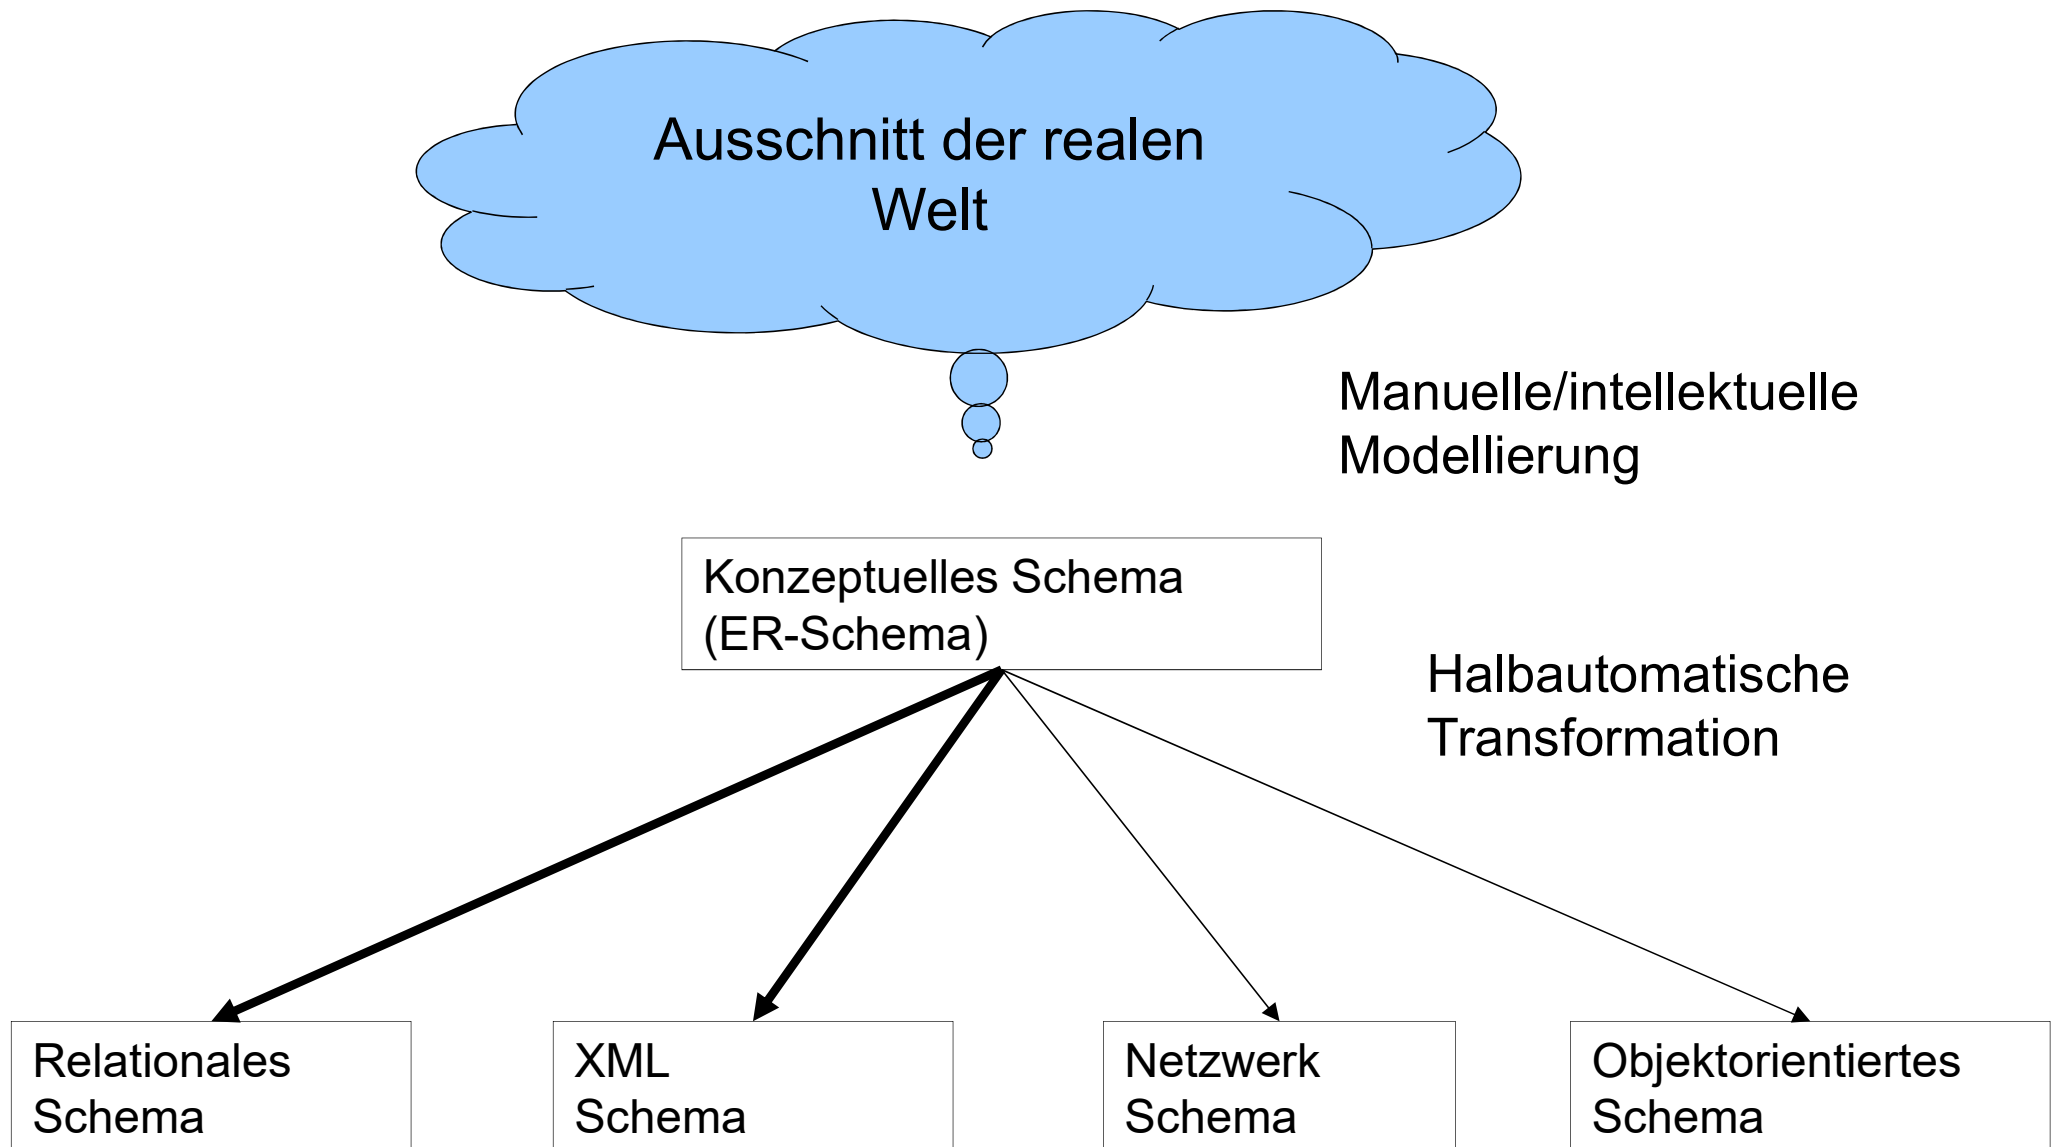 Ausschnitt der realen
Welt
Manuelle/intellektuelle
Modellierung
Konzeptuelles Schema
(ER-Schema)
Halbautomatische
Transformation
Relationales
Schema
XML
Schema
Netzwerk
Schema
Objektorientiertes
Schema